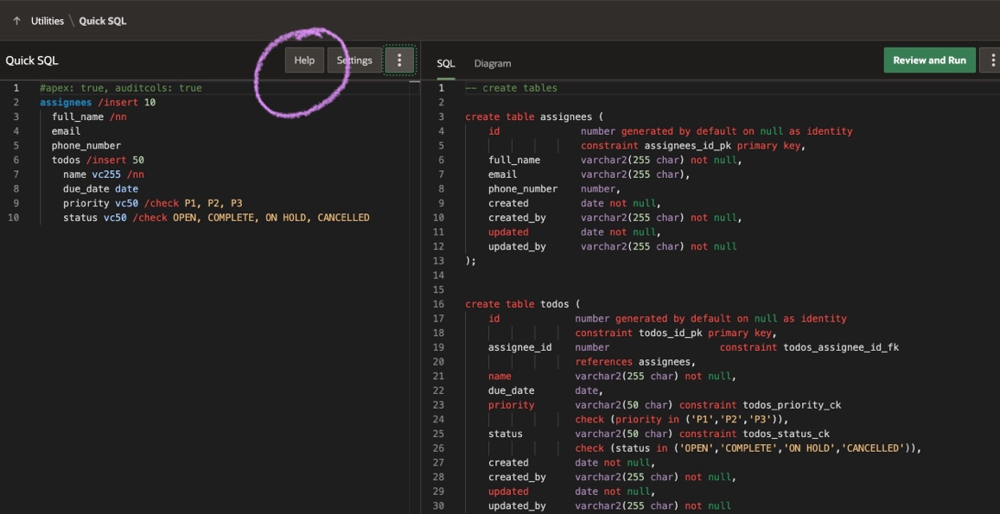 ↑ Utilities \ Quick SQL
Quick SQL
Help
Settings
SQL
Diagram
Review and Run
1 #apex: true, auditcols: true
2 assignees /insert 10
3 full_name /nn
4 email
5 phone_number
6 todos /insert 50
7 name vc255 /nn
8 due_date date
9 priority vc50 /check P1, P2, P3
10 status vc50 /check OPEN, COMPLETE, ON HOLD, CANCELLED
1 -- create tables
2
3 create table assignees (
4 id number generated by default on null as identity
5 constraint assignees_id_pk primary key,
6 full_name varchar2(255 char) not null,
7 email varchar2(255 char),
8 phone_number number,
9 created date not null,
10 created_by varchar2(255 char) not null,
11 updated date not null,
12 updated_by varchar2(255 char) not null
13 );
14
15
16 create table todos (
17 id number generated by default on null as identity
18 constraint todos_id_pk primary key,
19 assignee_id number constraint todos_assignee_id_fk
20 references assignees,
21 name varchar2(255 char) not null,
22 due_date date,
23 priority varchar2(50 char) constraint todos_priority_ck
24 check (priority in ('P1','P2','P3')),
25 status varchar2(50 char) constraint todos_status_ck
26 check (status in ('OPEN','COMPLETE','ON HOLD','CANCELLED')),
27 created date not null,
28 created_by varchar2(255 char) not null,
29 updated date not null,
30 updated_by varchar2(255 char) not null